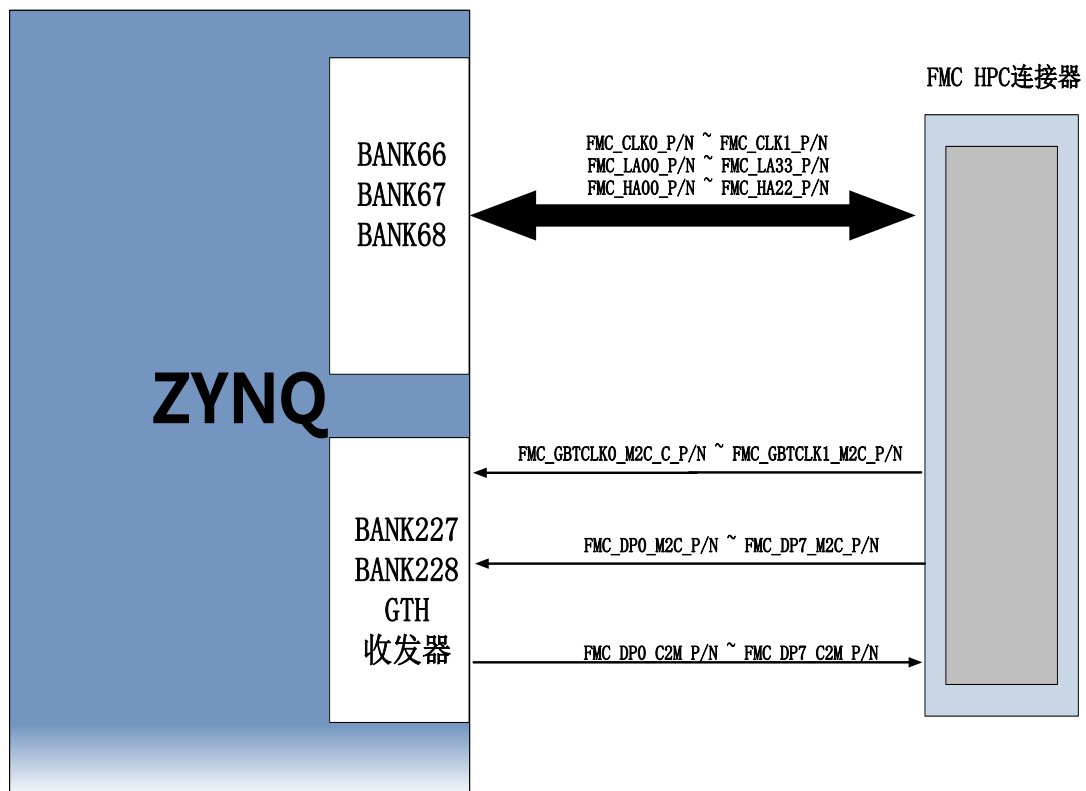 FMC HPC连接器
BANK66
BANK67
BANK68
FMC_CLK0_P/N ~ FMC_CLK1_P/N
FMC_LA00_P/N ~ FMC_LA33_P/N
FMC_HA00_P/N ~ FMC_HA22_P/N
ZYNQ
FMC_GBTCLK0_M2C_C_P/N ~ FMC_GBTCLK1_M2C_P/N
BANK227
BANK228
GTH
收发器
FMC_DP0_M2C_P/N ~ FMC_DP7_M2C_P/N
FMC_DP0_C2M_P/N ~ FMC_DP7_C2M_P/N